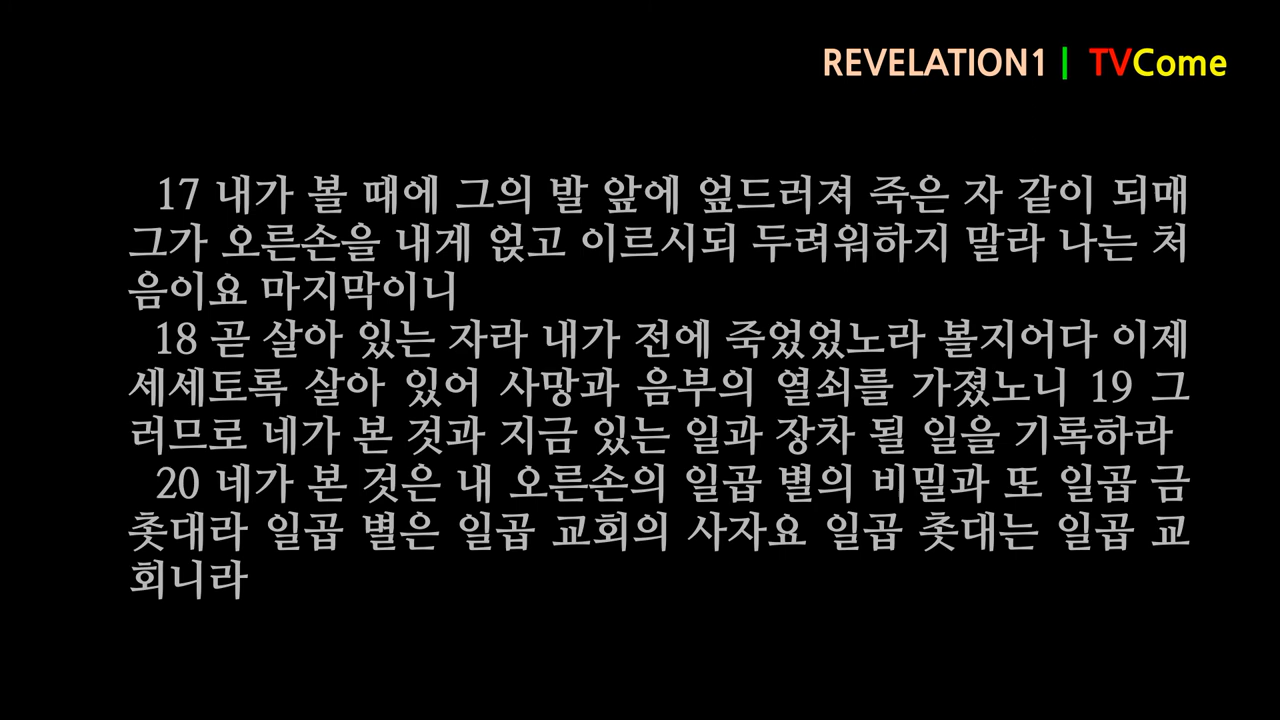 REVELATION1 | TVCome
17 내가 볼 때에 그의 발 앞에 엎드러져 죽은 자 같이 되매
그가 오른손을 내게 얹고 이르시되 두려워하지 말라 나는 처
음이요 마지막이니
18 곧 살아 있는 자라 내가 전에 죽었었노라 볼지어다 이제
세세토록 살아 있어 사망과 음부의 열쇠를 가졌노니 19 그
러므로 네가 본 것과 지금 있는 일과 장차 될 일을 기록하라
20 네가 본 것은 내 오른손의 일곱 별의 비밀과 또 일곱 금
촛대라 일곱 별은 일곱 교회의 사자요 일곱 촛대는 일곱 교
회니라